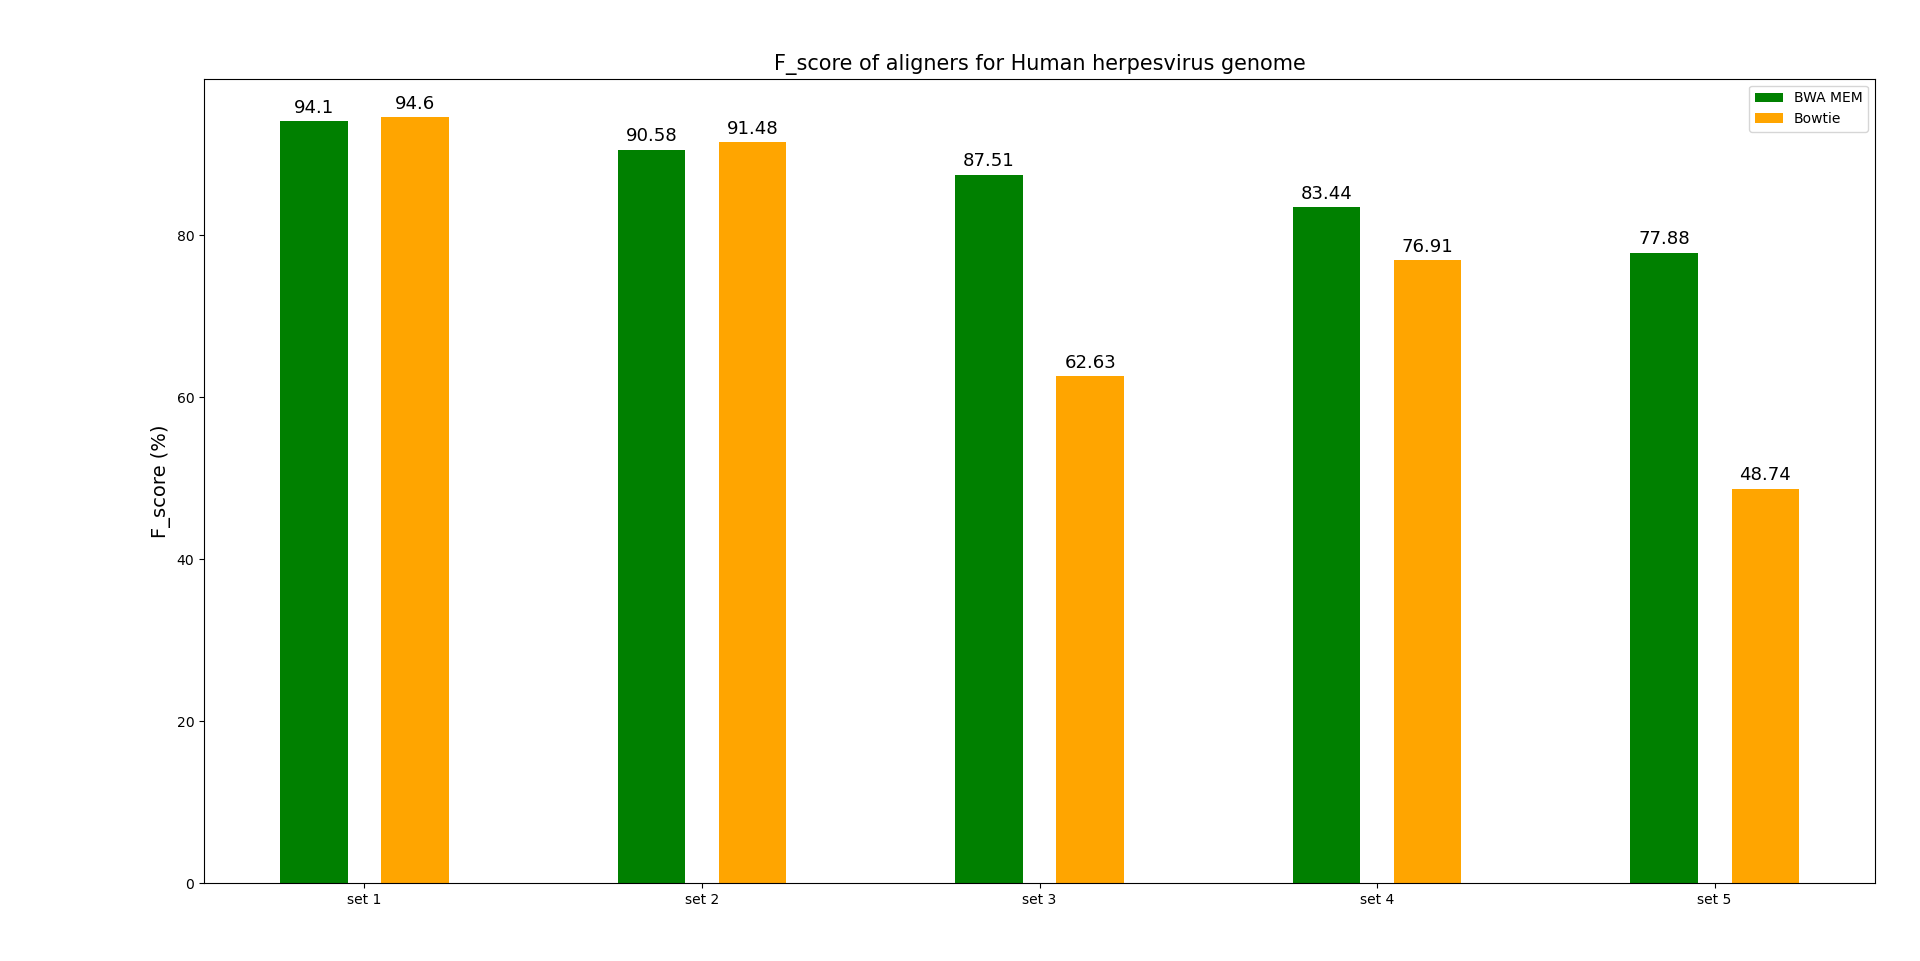 F_score of aligners for Human herpesvirus genome
BWA MEM
Bowtie
94.1
94.6
90.58
91.48
87.51
62.63
83.44
76.91
77.88
48.74
F_score (%)
80
60
40
20
0
set 1
set 2
set 3
set 4
set 5